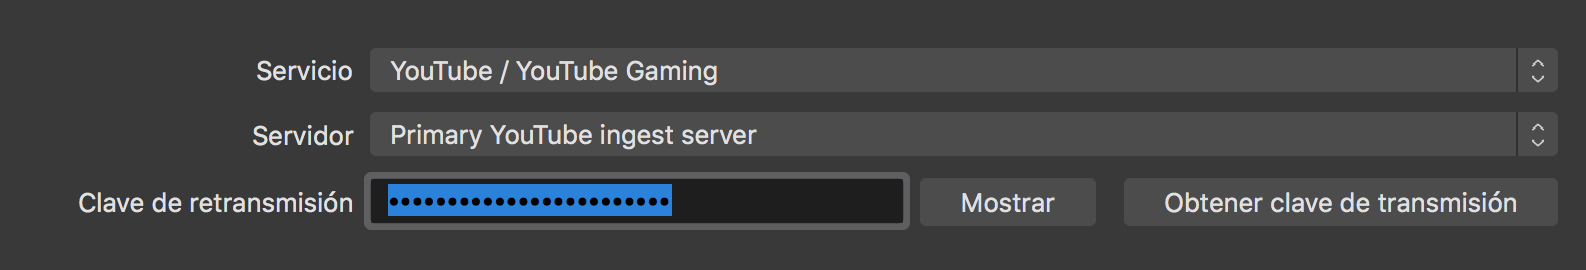 Servicio YouTube / YouTube Gaming
Servidor Primary YouTube ingest server
Clave de retransmisión •••••••••••••••••••••••• Mostrar Obtener clave de transmisión